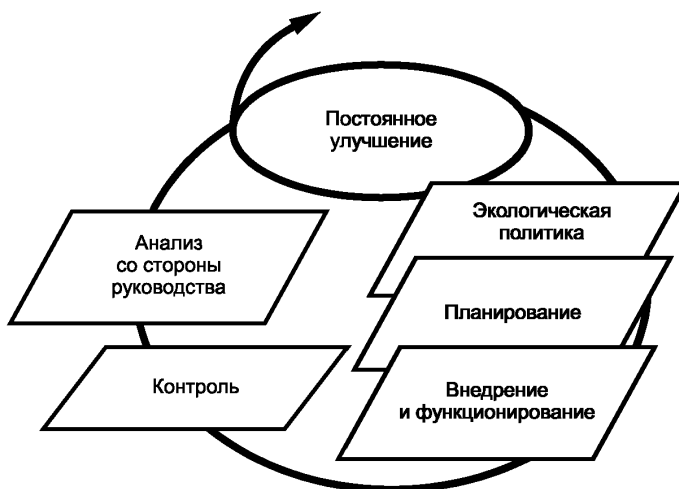 Постоянное
улучшение
Экологическая
политика
Планирование
Внедрение
и функционирование
Контроль
Анализ
со стороны
руководства